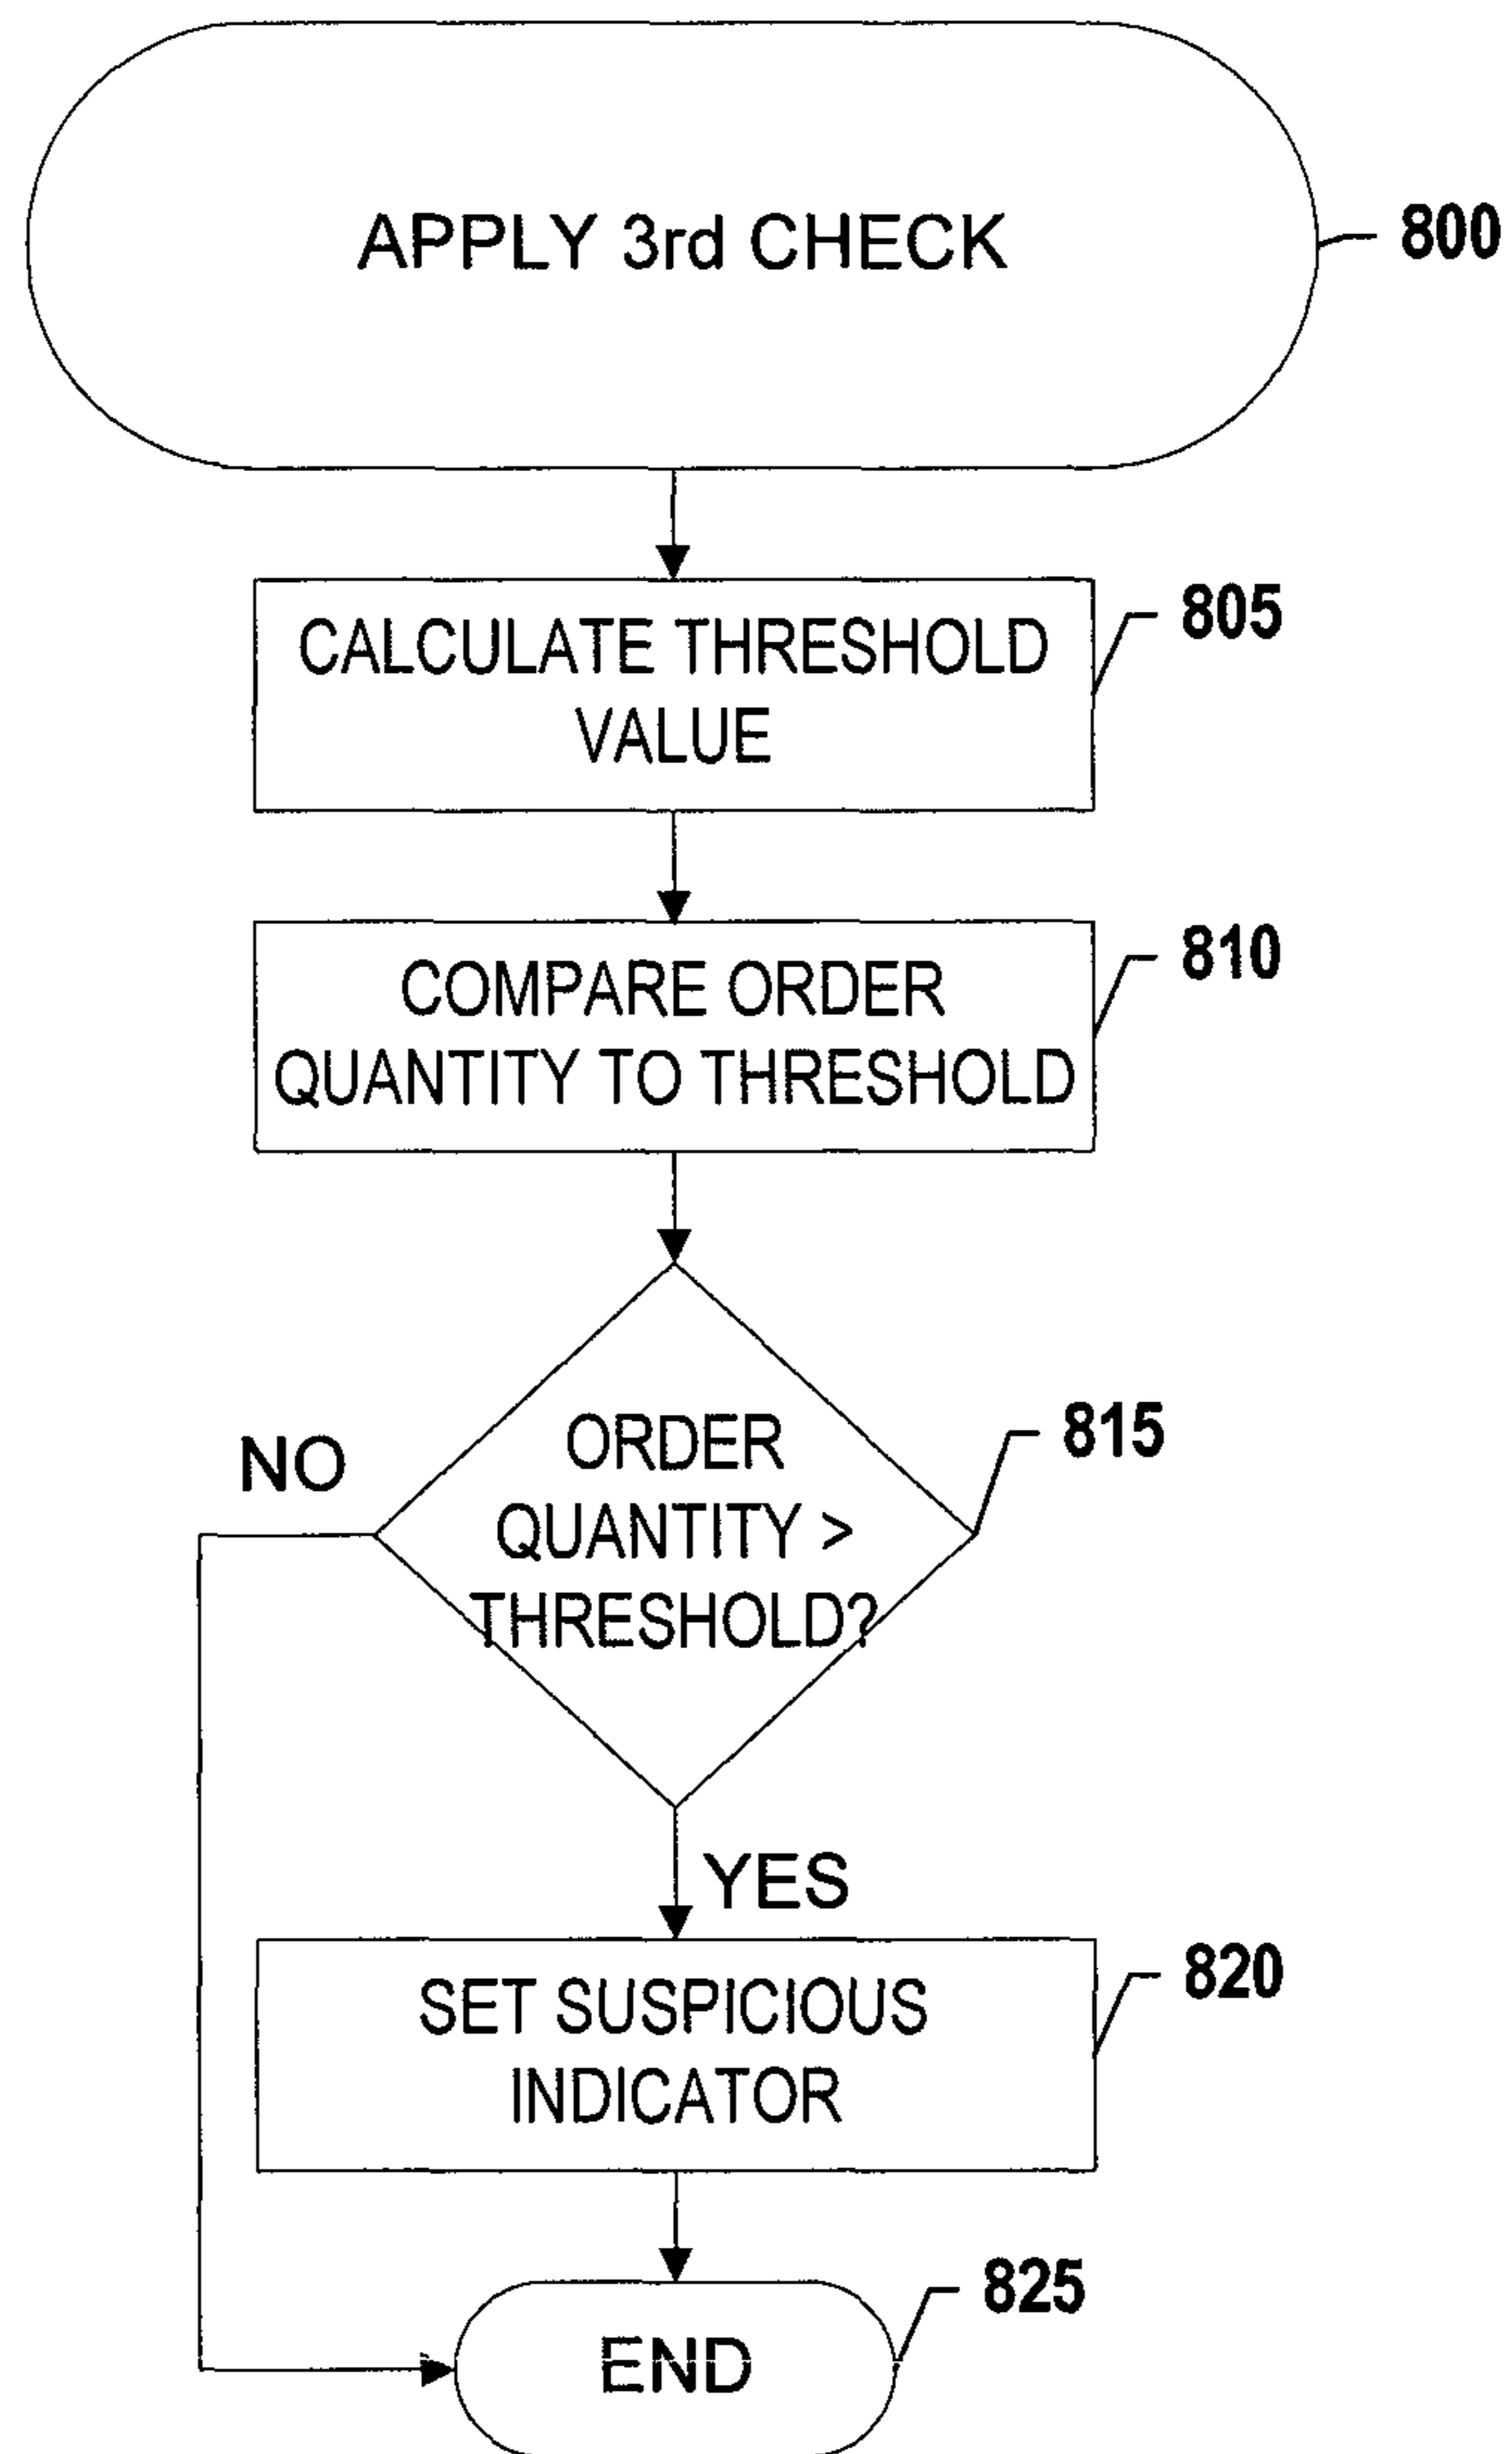 APPLY 3rd CHECK
800
CALCULATE THRESHOLD
VALUE
805
COMPARE ORDER
QUANTITY TO THRESHOLD
810
ORDER
QUANTITY >
THRESHOLD?
815
NO
YES
SET SUSPICIOUS
INDICATOR
820
END
825